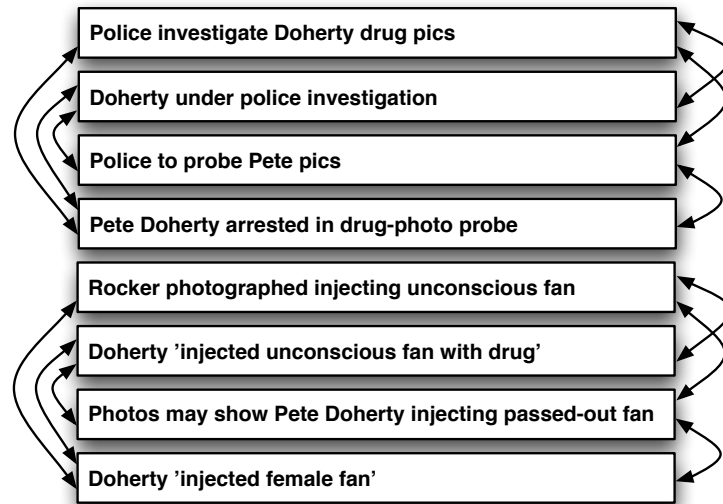 Police investigate Doherty drug pics
Doherty under police investigation
Police to probe Pete pics
Pete Doherty arrested in drug-photo probe
Rocker photographed injecting unconscious fan
Doherty ’injected unconscious fan with drug’
Photos may show Pete Doherty injecting passed-out fan
Doherty ’injected female fan’